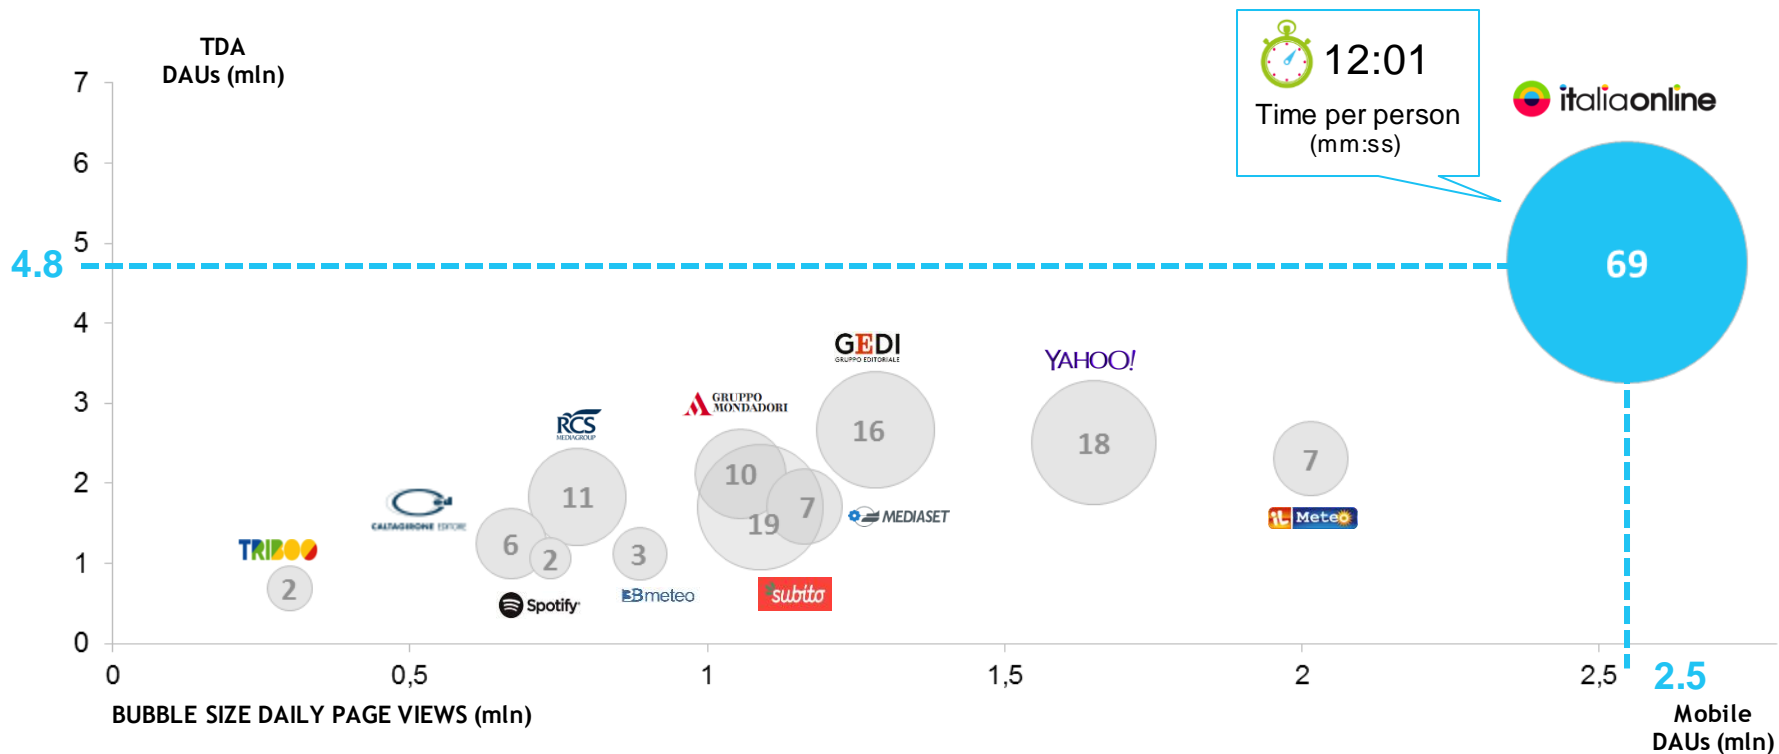 TDA
DAUs (mln)
12:01
Time per person
(mm:ss)
italiaonline
7
6
5
4.8
4
3
2
1
0
69
GEDI
GRUPPO EDITORIALE
YAHOO!
GRUPPO
MONDADORI
RCS
MEDIAGROUP
16
18
7
iL Meteo
10
11
19
7
MEDIASET
CALTAGIRONE EDITORE
6
2
3
TRIBOO
2
Spotify
3Bmeteo
subito
0
0,5
1
1,5
2
2,5
2.5
BUBBLE SIZE DAILY PAGE VIEWS (mln)
Mobile
DAUs (mln)